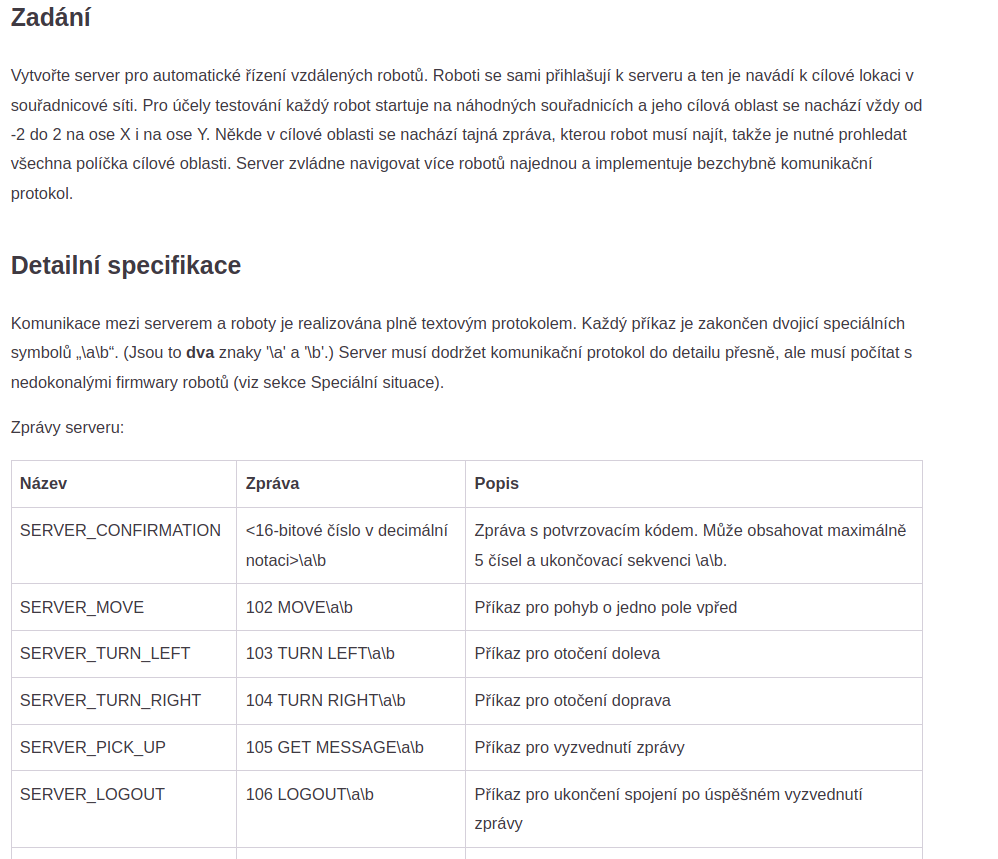 Zadání
Vytvořte server pro automatické řízení vzdálených robotů. Roboti se sami přihlašují k serveru a ten je navádí k cílové lokaci v
souřadnicové síti. Pro účely testování každý robot startuje na náhodných souřadnicích a jeho cílová oblast se nachází vždy od
-2 do 2 na ose X i na ose Y. Někde v cílové oblasti se nachází tajná zpráva, kterou robot musí najít, takže je nutné prohledat
všechna políčka cílové oblasti. Server zvládne navigovat více robotů najednou a implementuje bezchybně komunikační
protokol.
Detailní specifikace
Komunikace mezi serverem a roboty je realizována plně textovým protokolem. Každý příkaz je zakončen dvojicí speciálních
symbolů „\a\b“. (Jsou to dva znaky '\a' a '\b'.) Server musí dodržet komunikační protokol do detailu přesně, ale musí počítat s
nedokonalými firmwary robotů (viz sekce Speciální situace).
Zprávy serveru:
Název Zpráva Popis
SERVER_CONFIRMATION <16-bitové číslo v decimální Zpráva s potvrzovacím kódem. Může obsahovat maximálně
notaci>\a\b 5 čísel a ukončovací sekvenci \a\b.
SERVER_MOVE 102 MOVE\a\b Příkaz pro pohyb o jedno pole vpřed
SERVER_TURN_LEFT 103 TURN LEFT\a\b Příkaz pro otočení doleva
SERVER_TURN_RIGHT 104 TURN RIGHT\a\b Příkaz pro otočení doprava
SERVER_PICK_UP 105 GET MESSAGE\a\b Příkaz pro vyzvednutí zprávy
SERVER_LOGOUT 106 LOGOUT\a\b Příkaz pro ukončení spojení po úspěšném vyzvednutí
zprávy